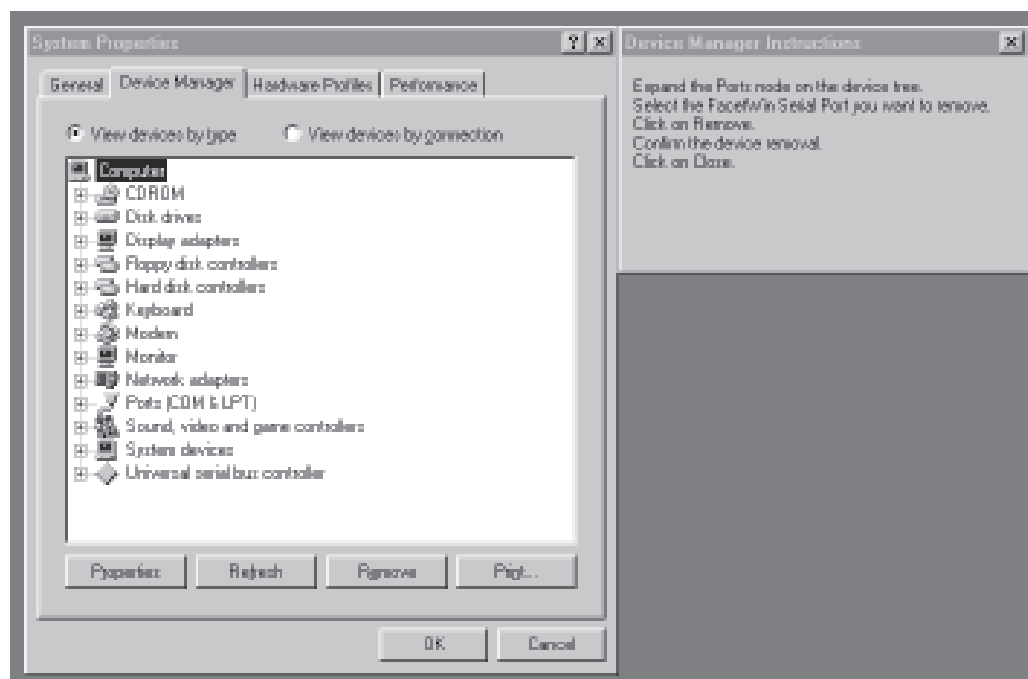 System Properties
General Device Manager Hardware Profiles Performance
View devices by type View devices by connection
Computer
CDROM
Disk drives
Display adapters
Floppy disk controllers
Hard disk controllers
Keyboard
Modem
Monitor
Network adapters
Ports (COM & LPT)
Sound, video and game controllers
System devices
Universal serial bus controller
Properties Refresh Remove Print...
OK Cancel
Device Manager Instructions
Expand the Ports node on the device tree.
Select the FacetWin Serial Port you want to remove.
Click on Remove.
Confirm the device removal.
Click on Close.